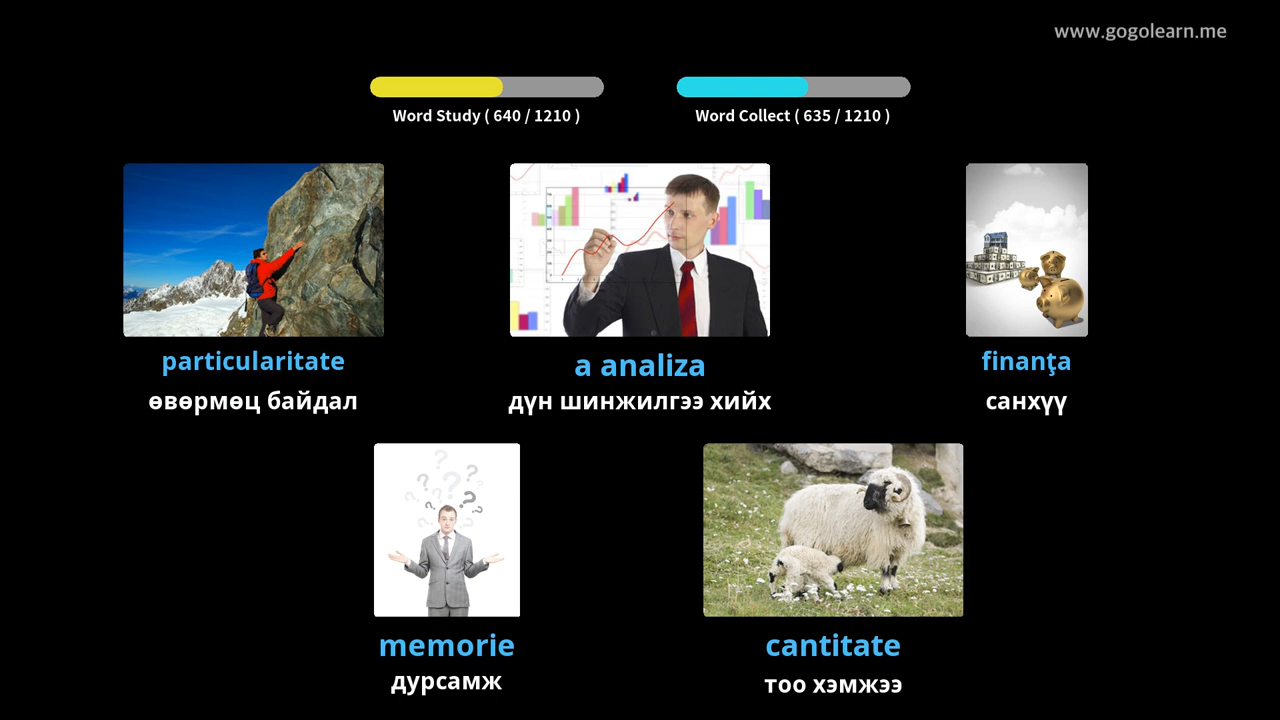 www.gogolearn.me
Word Study ( 640 / 1210 )
Word Collect ( 635 / 1210 )
particularitate
өвөрмөц байдал
a analiza
дүн шинжилгээ хийх
finanţa
санхүү
memorie
дурсамж
cantitate
тоо хэмжээ